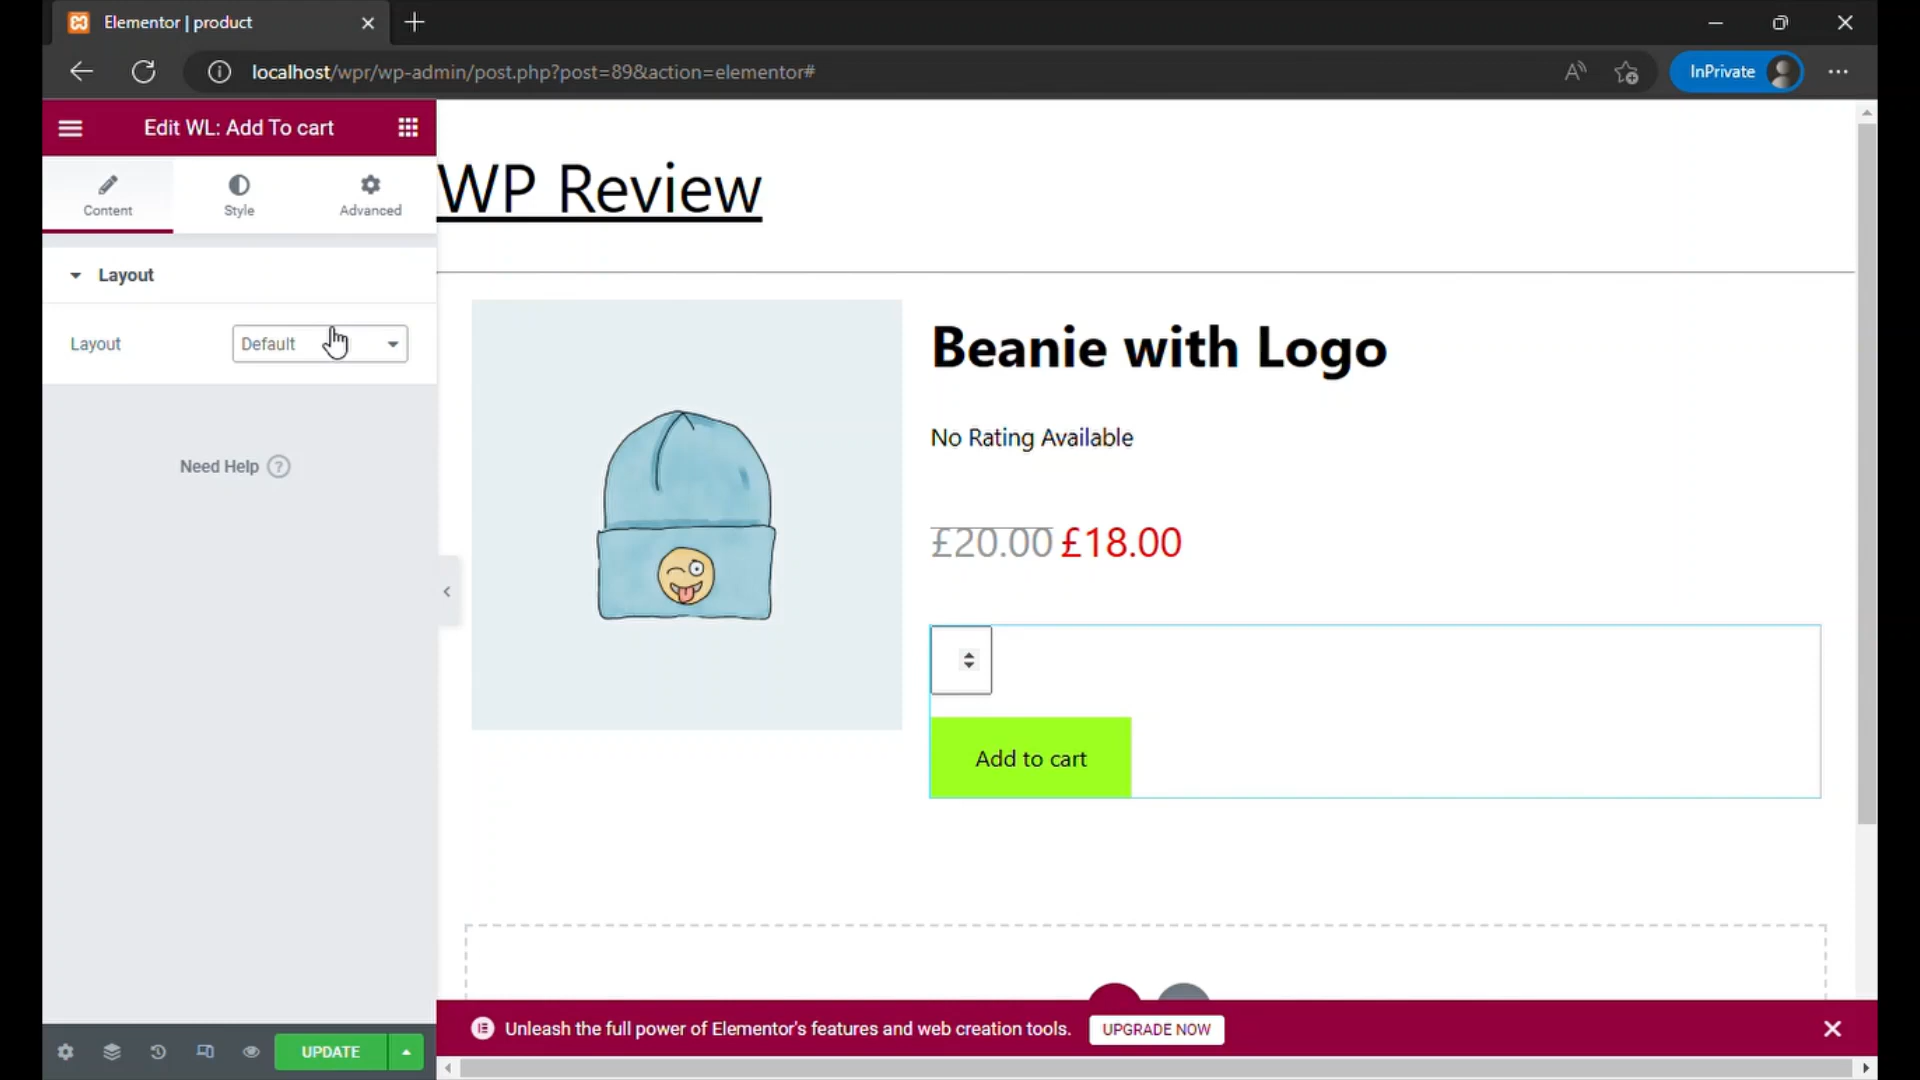 Elementor | product
localhost/wpr/wp-admin/post.php?post=89&action=elementor#
InPrivate
Edit WL: Add To cart
Content
Style
Advanced
Layout
Layout
Default
Need Help ?
UPDATE
WP Review
Beanie with Logo
No Rating Available
£20.00 £18.00
Add to cart
Unleash the full power of Elementor's features and web creation tools.
UPGRADE NOW